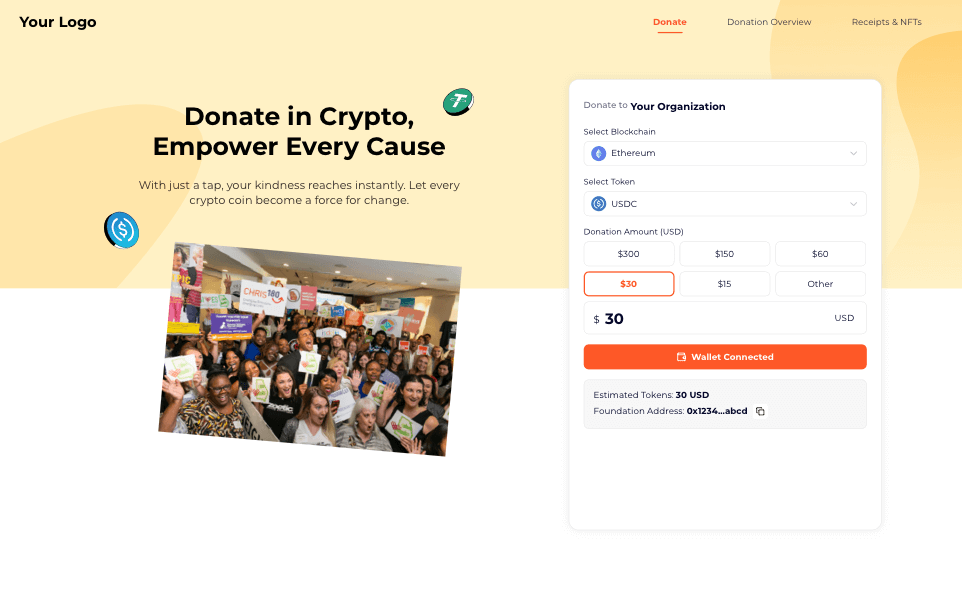 Your Logo
Donate
Donation Overview
Receipts & NFTs
Donate in Crypto,
Empower Every Cause
With just a tap, your kindness reaches instantly. Let every
crypto coin become a force for change.
CHRIS180
Donate to Your Organization
Select Blockchain
Ethereum
Select Token
USDC
Donation Amount (USD)
$300
$150
$60
$30
$15
Other
$ 30
USD
Wallet Connected
Estimated Tokens: 30 USD
Foundation Address: 0x1234...abcd